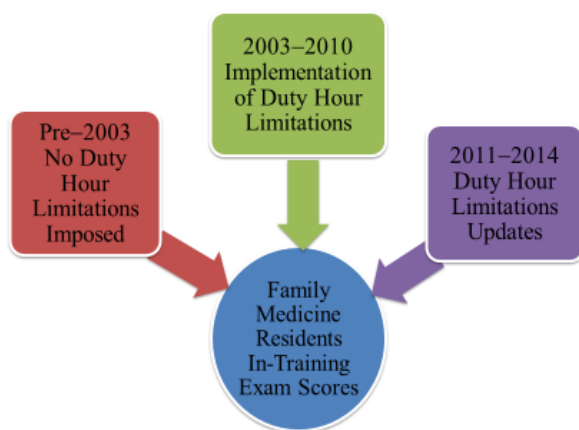 2003–2010
Implementation
of Duty Hour
Limitations
Pre–2003
No Duty
Hour
Limitations
Imposed
2011–2014
Duty Hour
Limitations
Updates
Family
Medicine
Residents
In-Training
Exam Scores